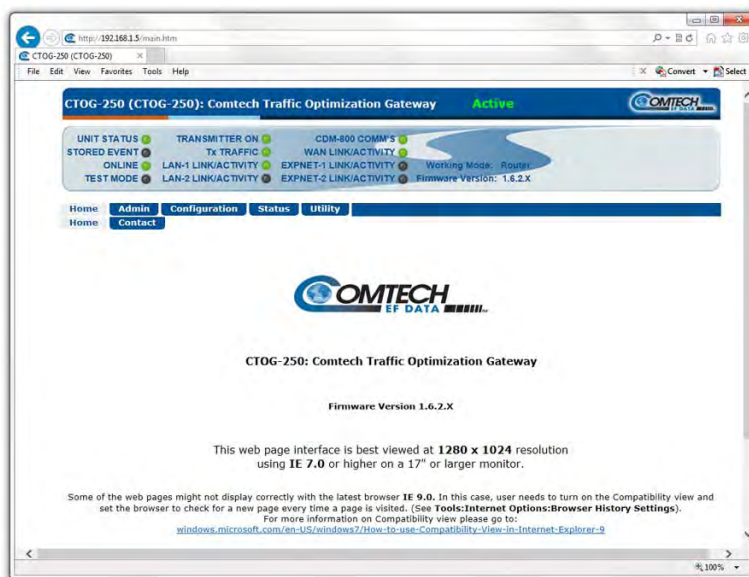 http://192.168.1.5/main.htm
CTOG-250 (CTOG-250)
File Edit View Favorites Tools Help
Convert Select
CTOG-250 (CTOG-250): Comtech Traffic Optimization Gateway Active COMTECH
UNIT STATUS TRANSMITTER ON CDM-800 COMM'S
STORED EVENT Tx TRAFFIC WAN LINK/ACTIVITY
ONLINE LAN-1 LINK/ACTIVITY EXPNET-1 LINK/ACTIVITY Working Mode: Router
TEST MODE LAN-2 LINK/ACTIVITY EXPNET-2 LINK/ACTIVITY Firmware Version: 1.6.2.X
Home Admin Configuration Status Utility
Home Contact
COMTECH
EF DATA
CTOG-250: Comtech Traffic Optimization Gateway
Firmware Version 1.6.2.X
This web page interface is best viewed at 1280 x 1024 resolution
using IE 7.0 or higher on a 17" or larger monitor.
Some of the web pages might not display correctly with the latest browser IE 9.0. In this case, user needs to turn on the Compatibility view and
set the browser to check for a new page every time a page is visited. (See Tools:Internet Options:Browser History Settings).
For more information on Compatibility view please go to:
windows.microsoft.com/en-US/windows7/How-to-use-Compatibility-View-in-Internet-Explorer-9
100%